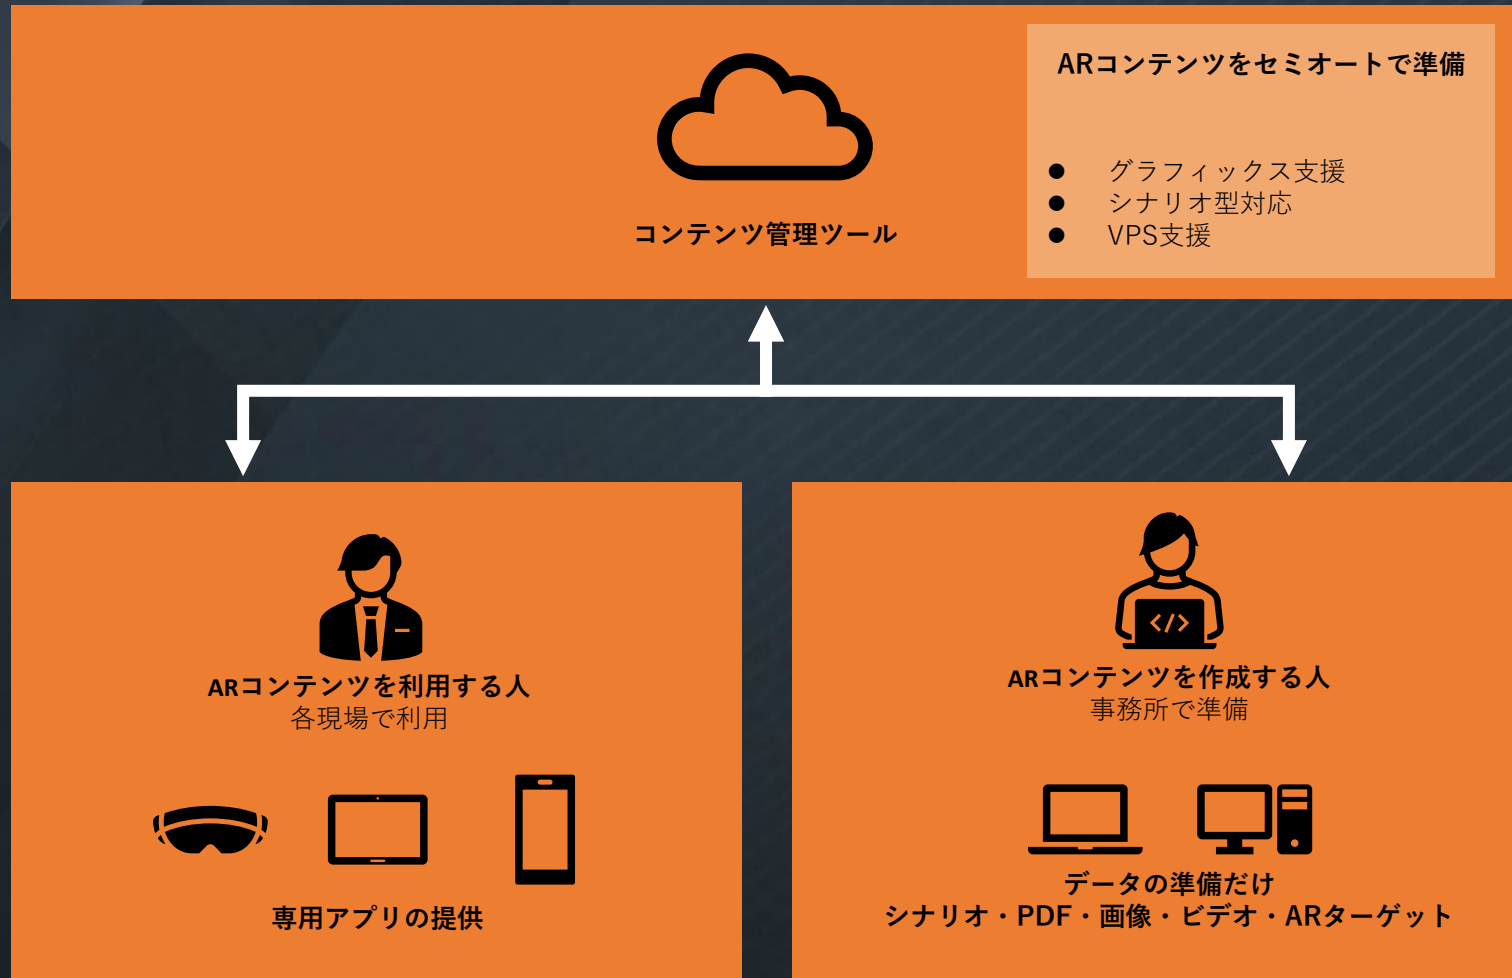 ARコンテンツをセミオートで準備
● グラフィックス支援
● シナリオ型対応
● VPS支援
コンテンツ管理ツール
ARコンテンツを利用する人
各現場で利用
専用アプリの提供
ARコンテンツを作成する人
事務所で準備
データの準備だけ
シナリオ・PDF・画像・ビデオ・ARターゲット